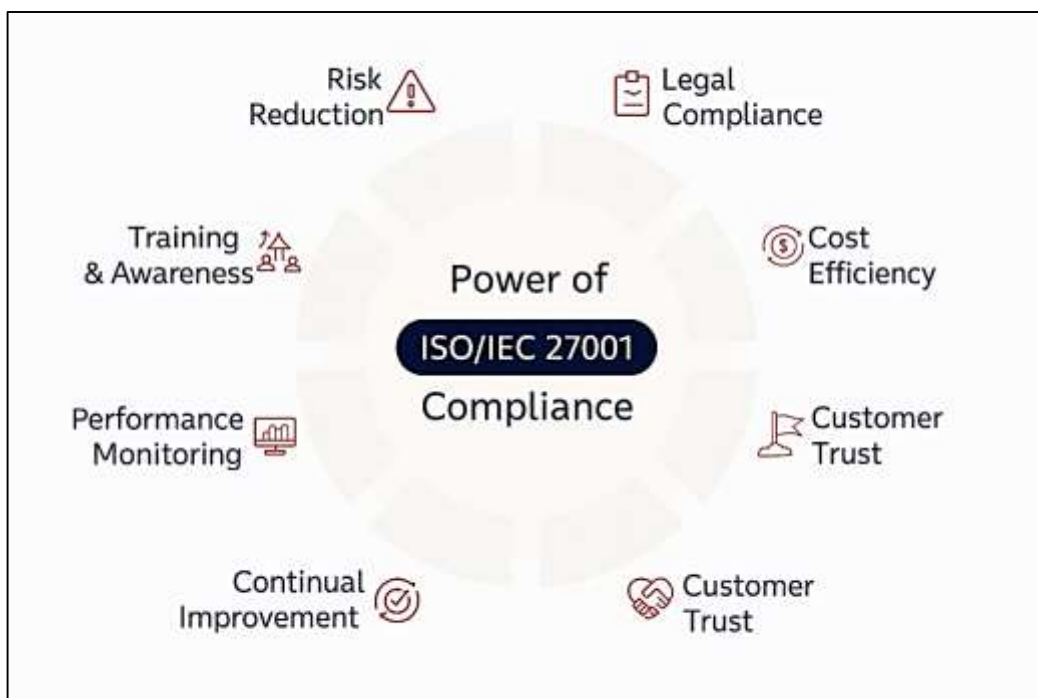 Risk
Reduction
Legal
Compliance
Training
& Awareness
Cost
Efficiency
Power of
ISO/IEC 27001
Compliance
Performance
Monitoring
Customer
Trust
Continual
Improvement
Customer
Trust